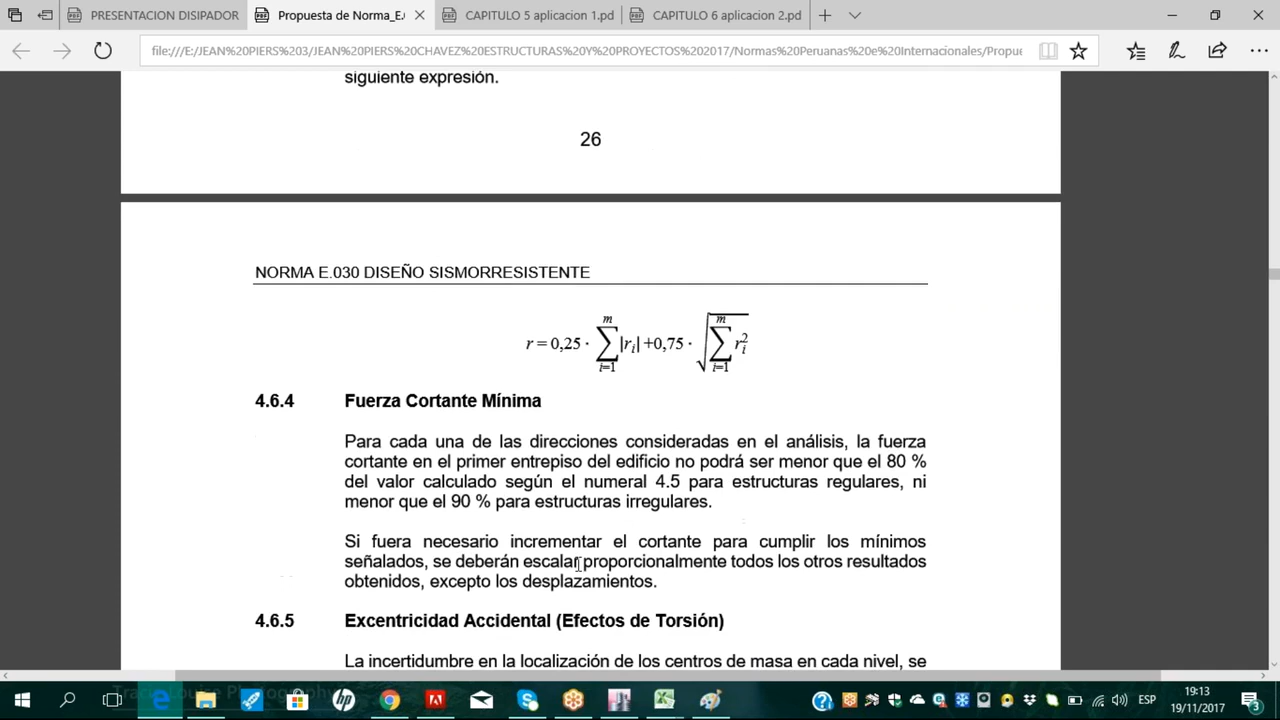 PRESENTACION DISIPADOR
Propuesta de Norma_E.
CAPITULO 5 aplicacion 1.pd
CAPITULO 6 aplicacion 2.pd
file:///E:/JEAN%20PIERS%203/JEAN%20PIERS%20CHAVEZ%20ESTRUCTURAS%20Y%20PROYECTOS%202017/Normas%20Peruanas%20e%20Internacionales/Propue
siguiente expresión.
26
NORMA E.030 DISEÑO SISMORRESISTENTE
r = 0,25 · ∑_{i=1}^{m} |r_i| + 0,75 · √(∑_{i=1}^{m} r_i^2)
4.6.4 Fuerza Cortante Mínima
Para cada una de las direcciones consideradas en el análisis, la fuerza
cortante en el primer entrepiso del edificio no podrá ser menor que el 80 %
del valor calculado según el numeral 4.5 para estructuras regulares, ni
menor que el 90 % para estructuras irregulares.
Si fuera necesario incrementar el cortante para cumplir los mínimos
señalados, se deberán escalar proporcionalmente todos los otros resultados
obtenidos, excepto los desplazamientos.
4.6.5 Excentricidad Accidental (Efectos de Torsión)
La incertidumbre en la localización de los centros de masa en cada nivel, se
ESP
19:13
19/11/2017
3